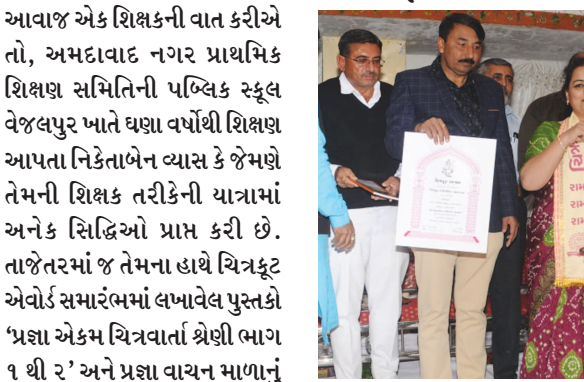 આવાજ એક શિક્ષકની વાત કરીએ
તો, અમદાવાદ નગર પ્રાથમિક
શિક્ષણ સમિતિની પબ્લિક સ્કૂલ
વેજલપુર ખાતે ઘણા વર્ષોથી શિક્ષણ
આપતા નિકેતાબેન વ્યાસ કે જેમણે
તેમની શિક્ષક તરીકેની યાત્રામાં
અનેક સિદ્ધિઓ પ્રાપ્ત કરી છે.
તાજેતરમાં જ તેમના હાથે ચિત્રકૂટ
એવોર્ડ સમારંભમાં લખાવેલ પુસ્તકો
‘પ્રજ્ઞા એકમ ચિત્રવાર્તા શ્રેણી ભાગ
૧ થી ૨’ અને પ્રજ્ઞા વાચન માળાનું